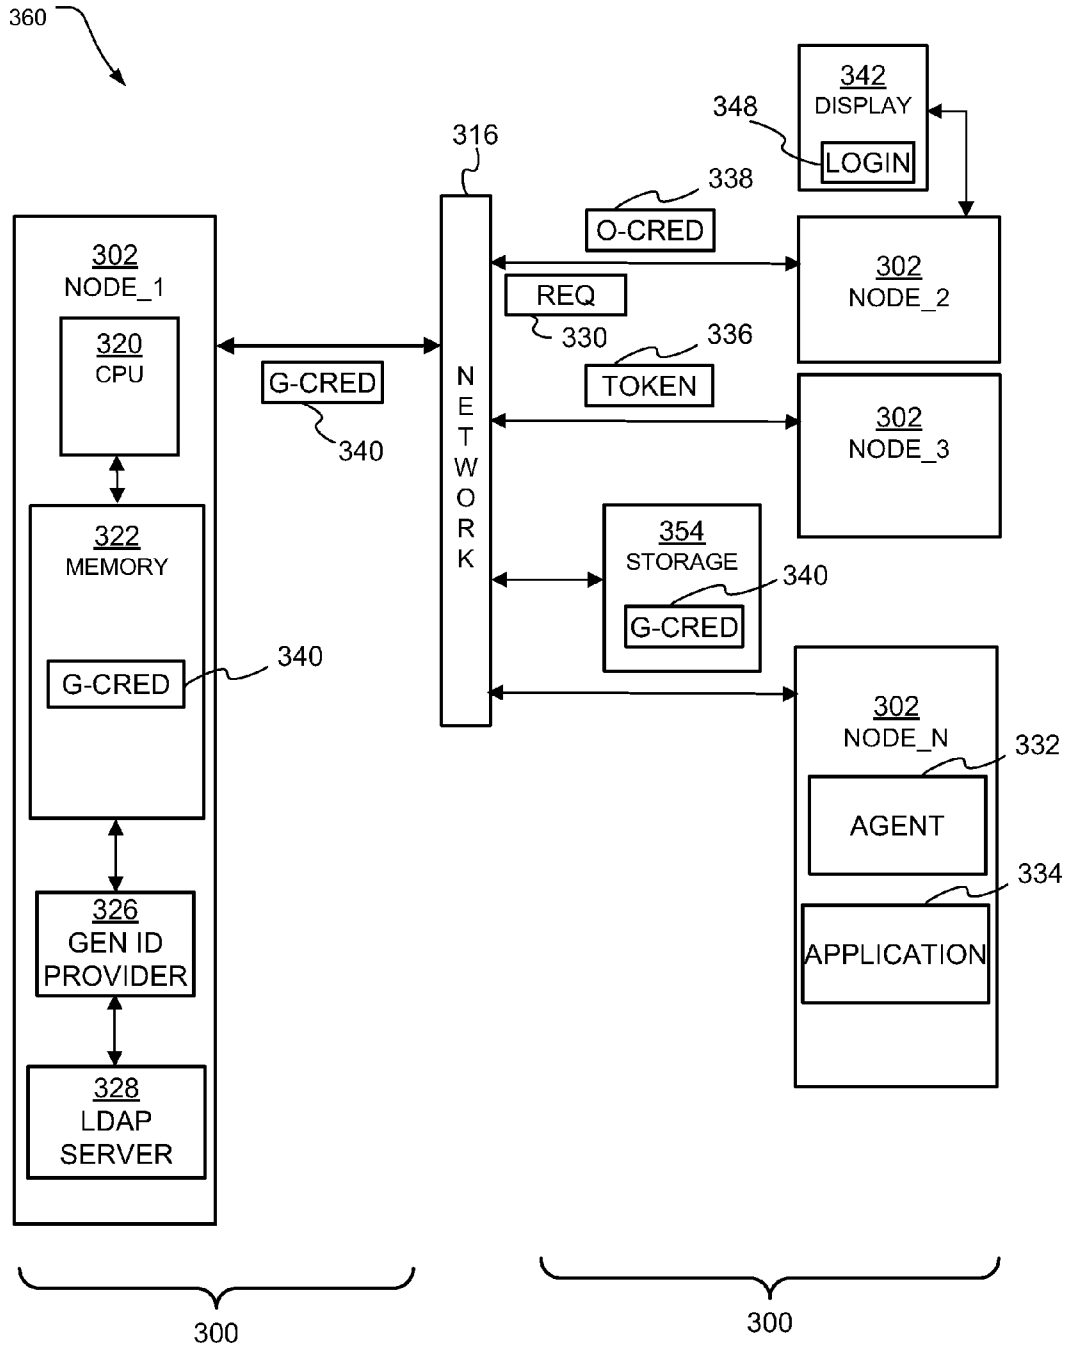 360
342
DISPLAY
348
LOGIN
316
338
O-CRED
302
NODE_1
302
NODE_2
REQ
330
320
CPU
G-CRED
340
336
TOKEN
302
NODE_3
NETWORK
322
MEMORY
354
STORAGE
340
G-CRED
G-CRED
340
302
NODE_N
332
AGENT
334
APPLICATION
326
GEN ID
PROVIDER
328
LDAP
SERVER
300
300